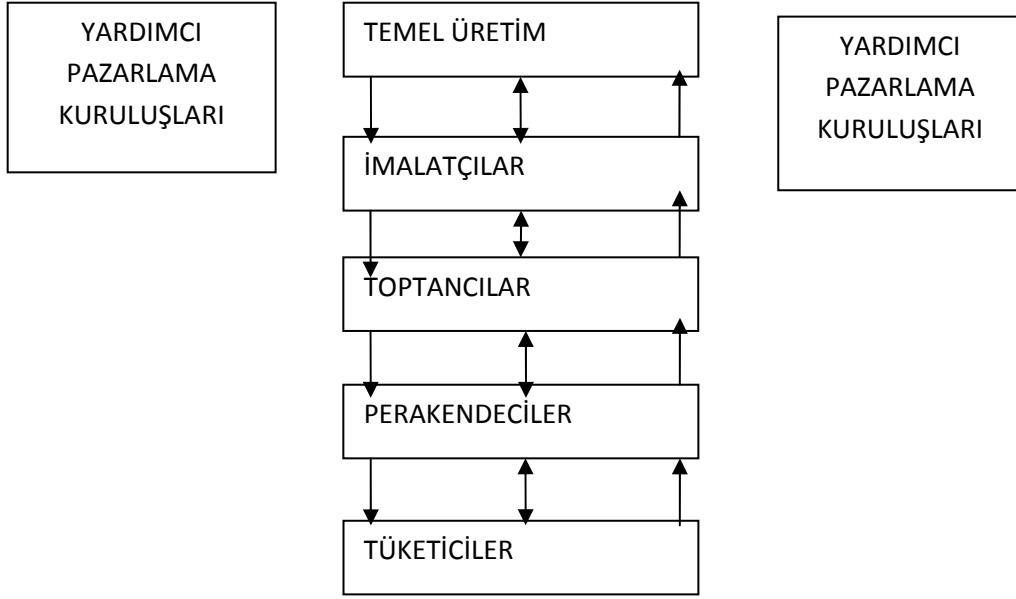 YARDIMCI
PAZARLAMA
KURULUŞLARI
TEMEL ÜRETİM
YARDIMCI
PAZARLAMA
KURULUŞLARI
İMALATÇILAR
TOPTANCILAR
PERAKENDECİLER
TÜKETİCİLER